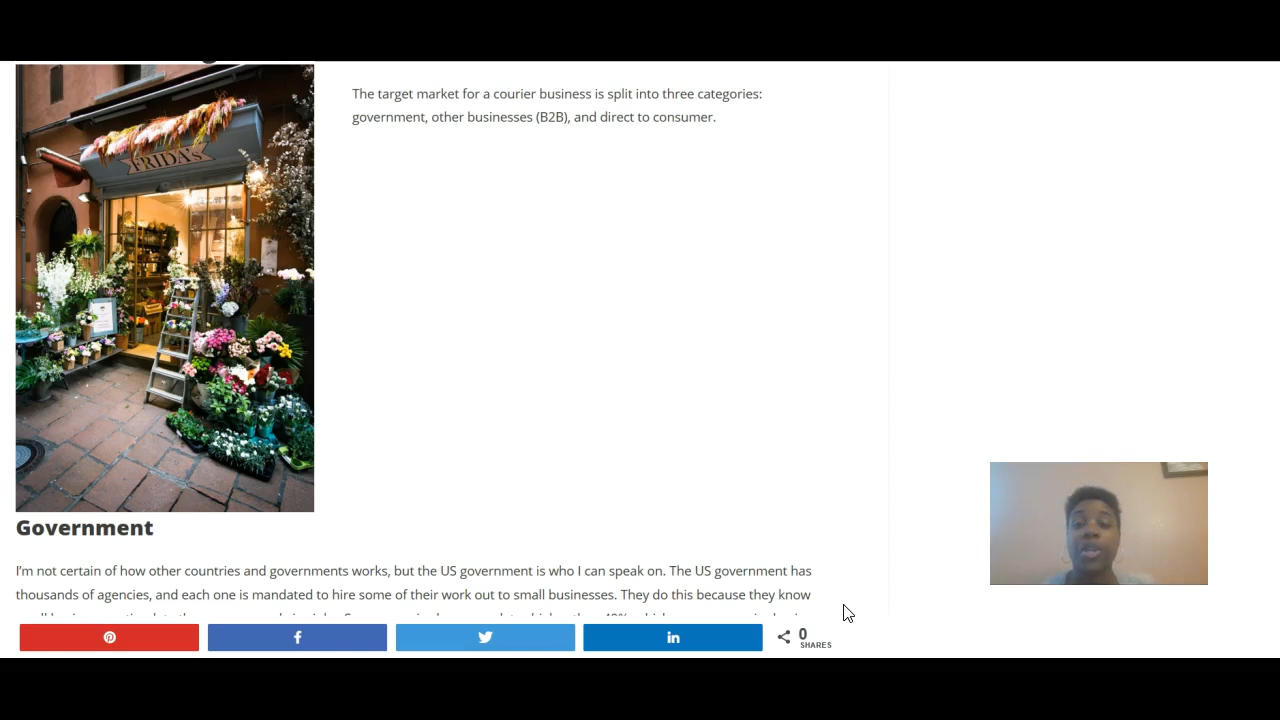 FRIDA'S
The target market for a courier business is split into three categories:
government, other businesses (B2B), and direct to consumer.
Government
I'm not certain of how other countries and governments works, but the US government is who I can speak on. The US government has
thousands of agencies, and each one is mandated to hire some of their work out to small businesses. They do this because they know
0
SHARES